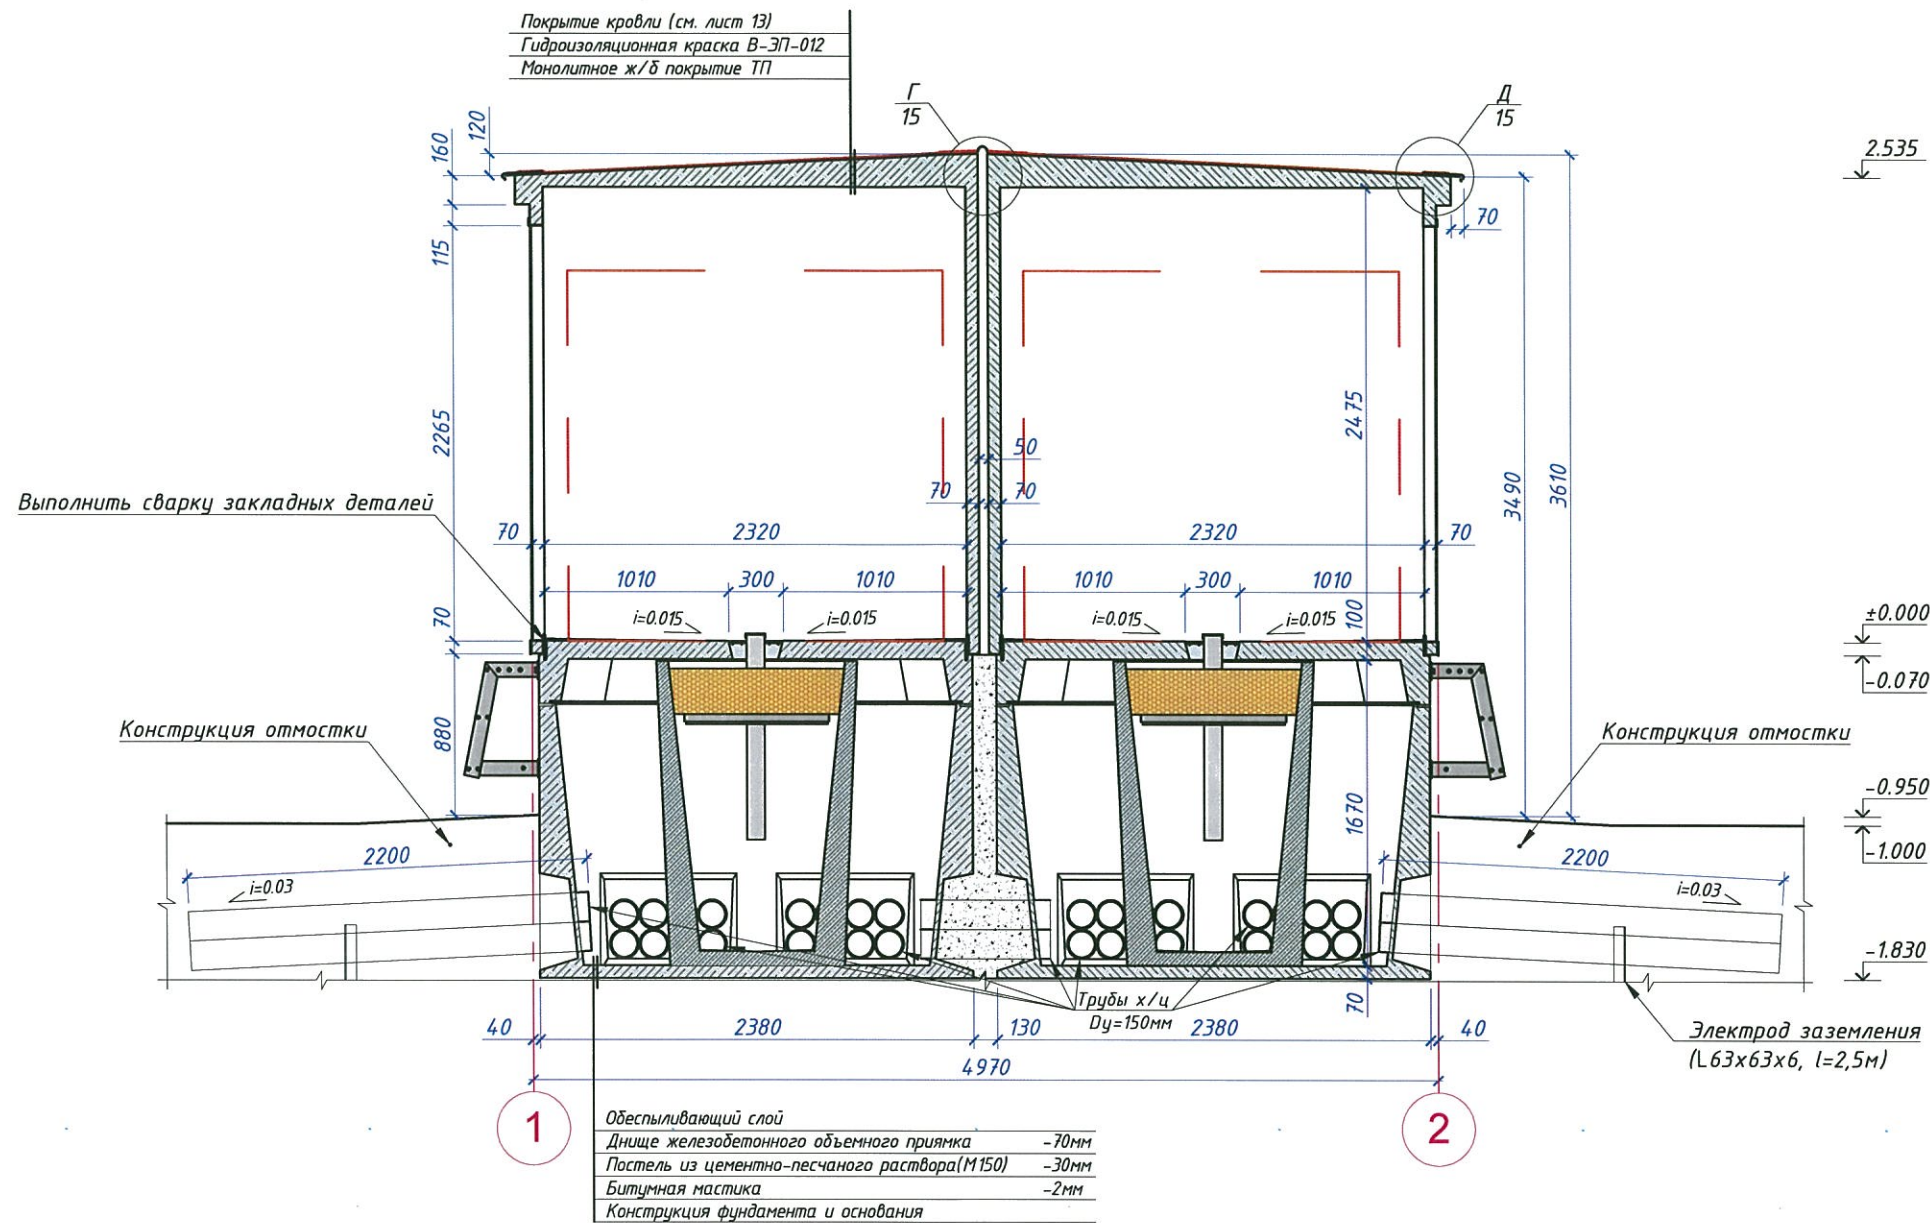 Покрытие кровли (см. лист 13)
Гидроизоляционная краска В-ЭП-012
Монолитное ж/б покрытие ТП
Г
15
Д
15
120
160
2.535
70
115
2265
2475
50
3490
3610
70
70
Выполнить сварку закладных деталей
70
2320
2320
70
1010
300
1010
1010
300
1010
i=0.015
i=0.015
i=0.015
i=0.015
100
70
±0.000
-0.070
Конструкция отмостки
880
Конструкция отмостки
-0.950
1670
2200
2200
-1.000
i=0.03
i=0.03
-1.830
Трубы х/ц
Dу=150мм
70
40
2380
130
2380
40
Электрод заземления
(L63x63x6, l=2,5м)
4970
1
2
Обеспыливающий слой
Днище железобетонного объемного приямка -70мм
Постель из цементно-песчаного раствора(М150) -30мм
Битумная мастика -2мм
Конструкция фундамента и основания